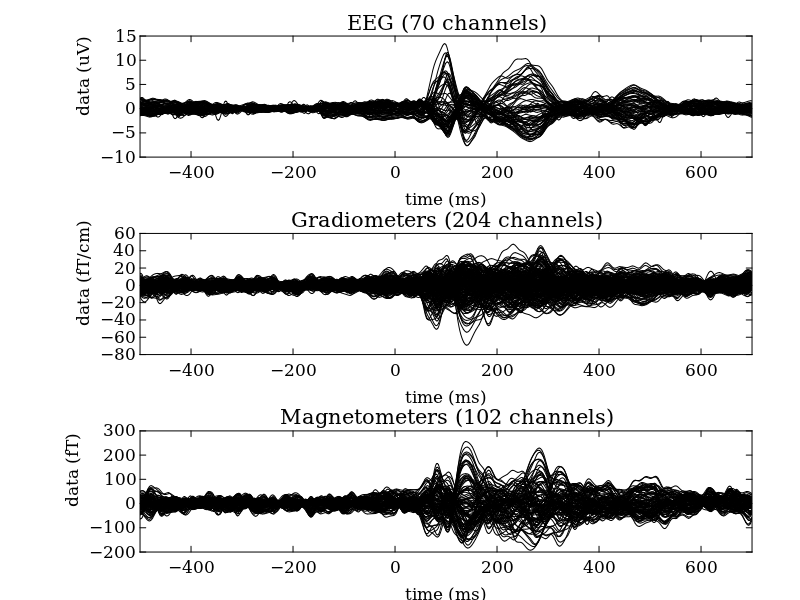 EEG (70 channels)
15
10
5
0
−5
−10
data (uV)
−400 −200 0 200 400 600
time (ms)
Gradiometers (204 channels)
60
40
20
0
−20
−40
−60
−80
data (fT/cm)
−400 −200 0 200 400 600
time (ms)
Magnetometers (102 channels)
300
200
100
0
−100
−200
data (fT)
−400 −200 0 200 400 600
time (ms)